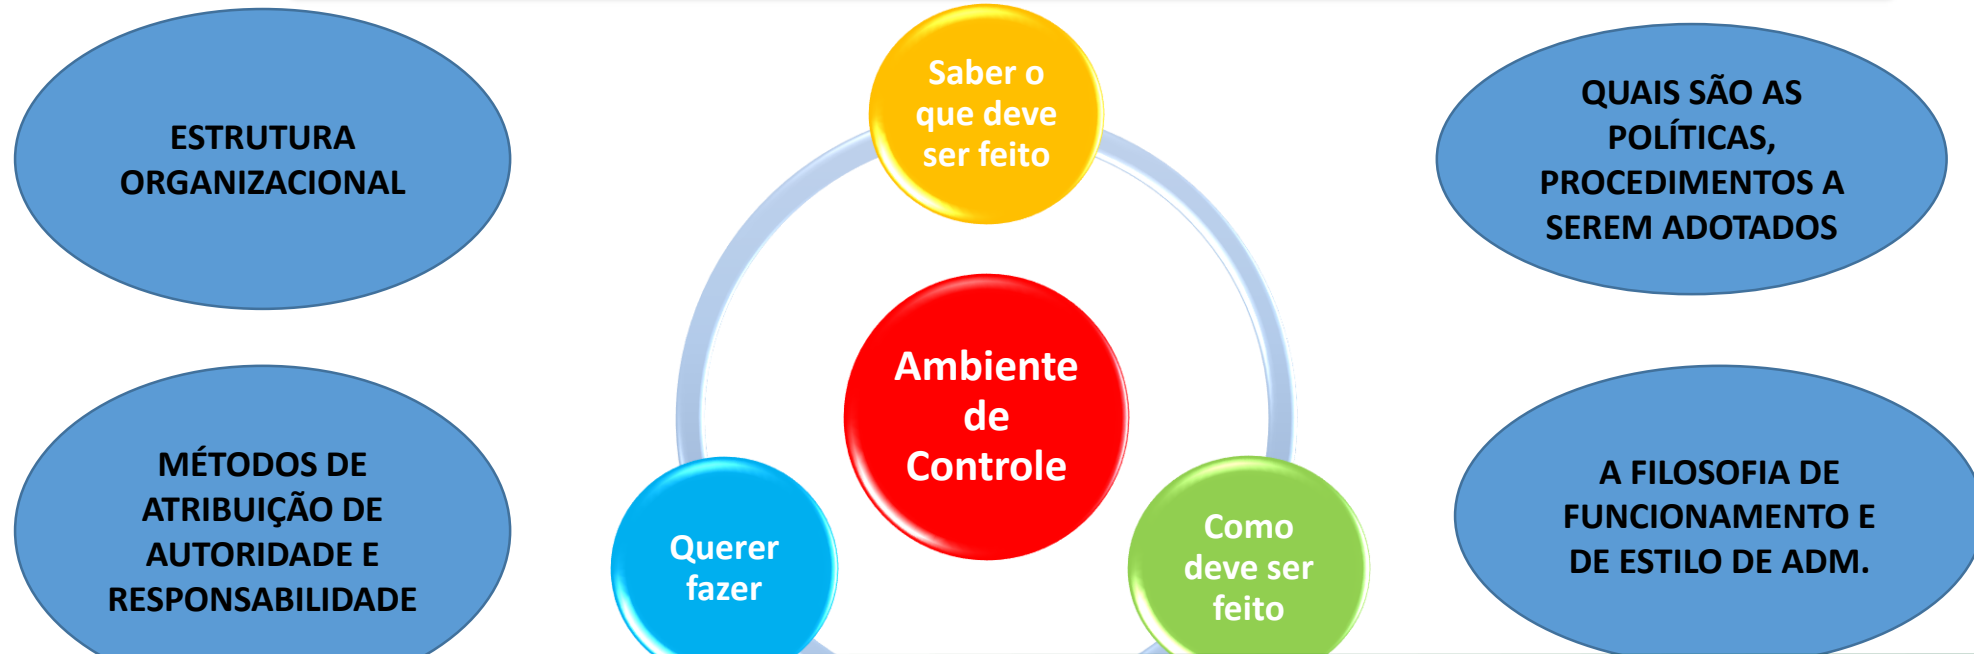 ESTRUTURA
ORGANIZACIONAL
Saber o
que deve
ser feito
QUAIS SÃO AS
POLÍTICAS,
PROCEDIMENTOS A
SEREM ADOTADOS
Ambiente
de
Controle
MÉTODOS DE
ATRIBUIÇÃO DE
AUTORIDADE E
RESPONSABILIDADE
Querer
fazer
Como
deve ser
feito
A FILOSOFIA DE
FUNCIONAMENTO E
DE ESTILO DE ADM.